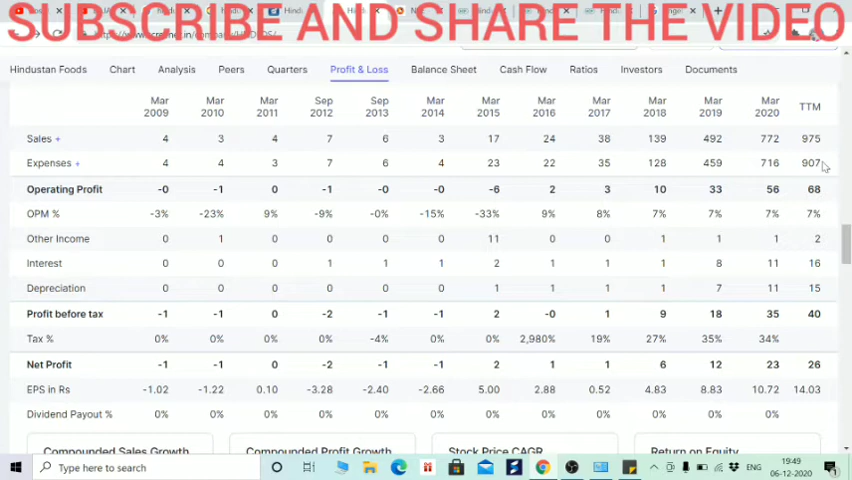 SUBSCRIBE AND SHARE THE VIDEO
Hindustan Foods Chart Analysis Peers Quarters Profit & Loss Balance Sheet Cash Flow Ratios Investors Documents
Mar 2009 Mar 2010 Mar 2011 Sep 2012 Sep 2013 Mar 2014 Mar 2015 Mar 2016 Mar 2017 Mar 2018 Mar 2019 Mar 2020 TTM
Sales + 4 3 4 7 6 3 17 24 38 139 492 772 975
Expenses + 4 4 3 7 6 4 23 22 35 128 459 716 907
Operating Profit -0 -1 0 -1 -0 -0 -6 2 3 10 33 56 68
OPM % -3% -23% 9% -9% -0% -15% -33% 9% 8% 7% 7% 7% 7%
Other Income 0 1 0 0 0 0 11 0 0 1 1 1 2
Interest 0 0 0 1 1 1 2 1 1 1 8 11 16
Depreciation 0 0 0 0 0 0 1 1 1 1 7 11 15
Profit before tax -1 -1 0 -2 -1 -1 2 -0 1 9 18 35 40
Tax % 0% 0% 0% 0% -4% 0% 0% 2,980% 19% 27% 35% 34%
Net Profit -1 -1 0 -2 -1 -1 2 1 1 6 12 23 26
EPS in Rs -1.02 -1.22 0.10 -3.28 -2.40 -2.66 5.00 2.88 0.52 4.83 8.83 10.72 14.03
Dividend Payout % 0% 0% 0% 0% 0% 0% 0% 0% 0% 0% 0% 0%
Compounded Sales Growth Compounded Profit Growth Stock Price CAGR Return on Equity
Type here to search ENG 19:49
06-12-2020